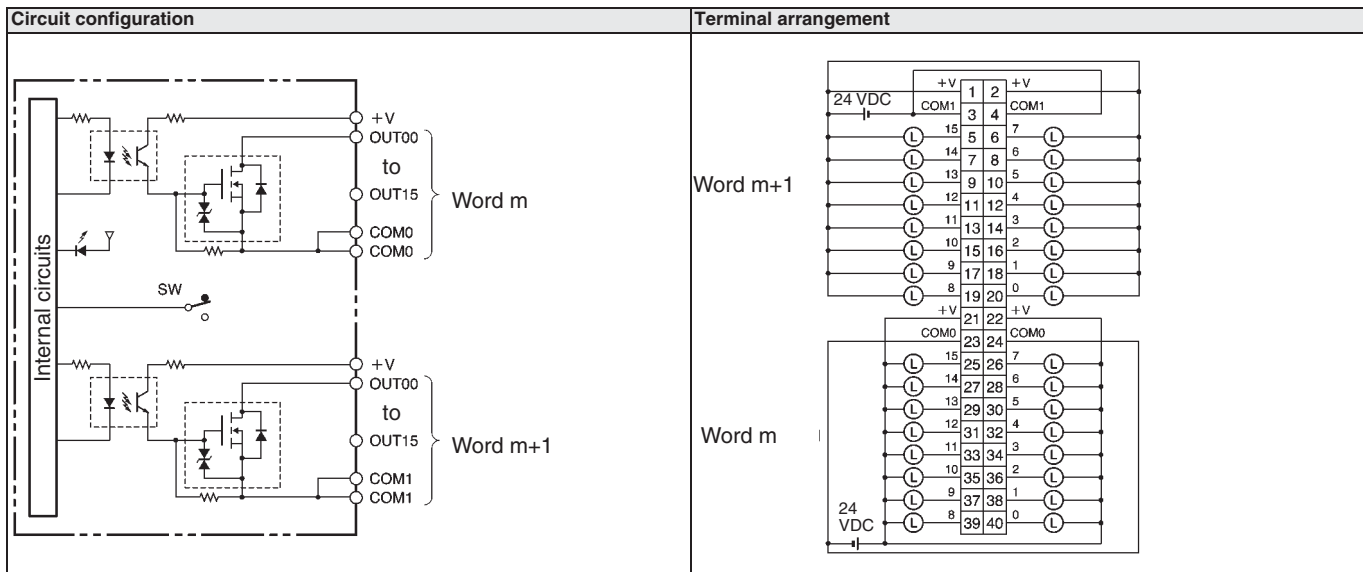 Circuit configuration
Terminal arrangement
Internal circuits
+V
OUT00
to
OUT15
COM0
COM0
Word m
SW
+V
OUT00
to
OUT15
COM1
COM1
Word m+1
Word m+1
24 VDC
+V 1 2 +V
COM1 3 4 COM1
L 15 5 6 7 L
L 14 7 8 6 L
L 13 9 10 5 L
L 12 11 12 4 L
L 11 13 14 3 L
L 10 15 16 2 L
L 9 17 18 1 L
L 8 19 20 0 L
+V 21 22 +V
COM0 23 24 COM0
L 15 25 26 7 L
L 14 27 28 6 L
L 13 29 30 5 L
L 12 31 32 4 L
L 11 33 34 3 L
L 10 35 36 2 L
L 9 37 38 1 L
L 8 39 40 0 L
Word m
24
VDC